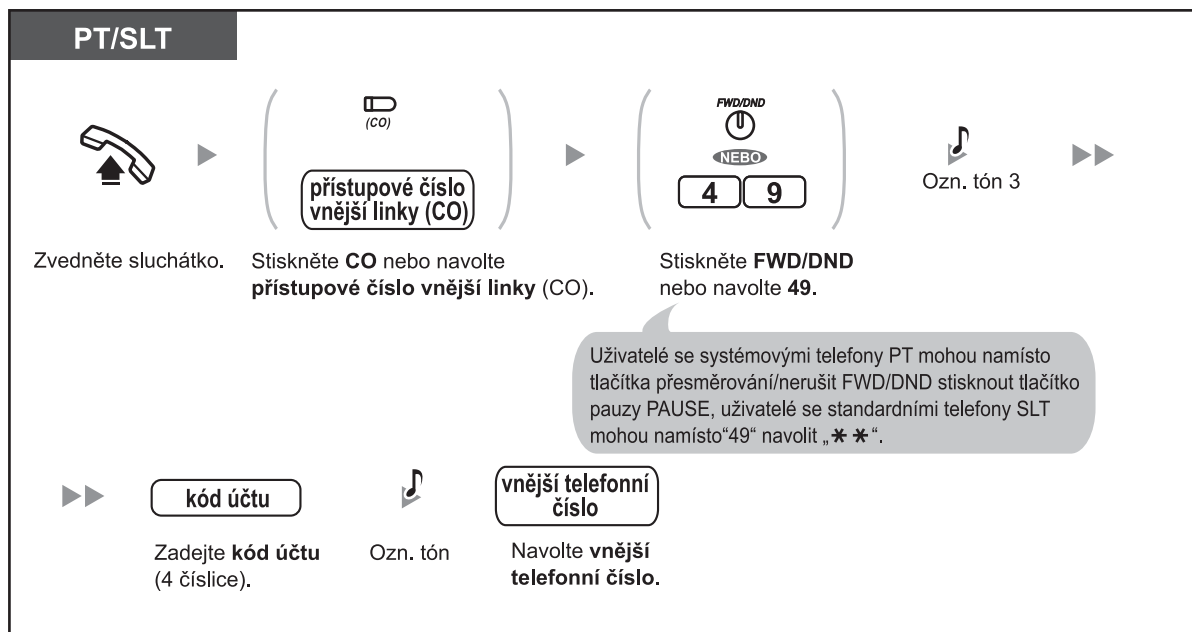 PT/SLT
(CO)
přístupové číslo
vnější linky (CO)
FWD/DND
NEBO
4 9
Ozn. tón 3
Zvedněte sluchátko.
Stiskněte CO nebo navolte
přístupové číslo vnější linky (CO).
Stiskněte FWD/DND
nebo navolte 49.
Uživatelé se systémovými telefony PT mohou namísto
tlačítka přesměrování/nerušit FWD/DND stisknout tlačítko
pauzy PAUSE, uživatelé se standardními telefony SLT
mohou namísto“49“ navolit „✱✱“.
kód účtu
Zadejte kód účtu
(4 číslice).
Ozn. tón
vnější telefonní
číslo
Navolte vnější
telefonní číslo.